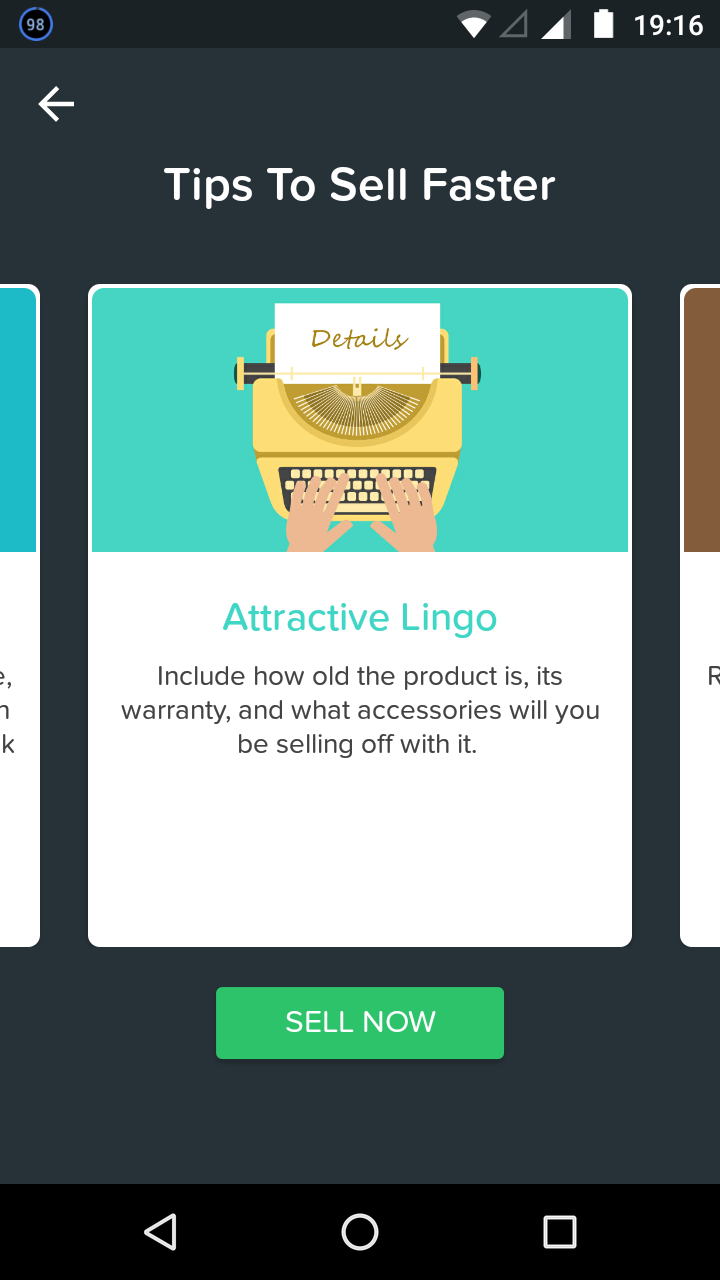 98
19:16
Tips To Sell Faster
Details
Attractive Lingo
Include how old the product is, its
warranty, and what accessories will you
be selling off with it.
SELL NOW